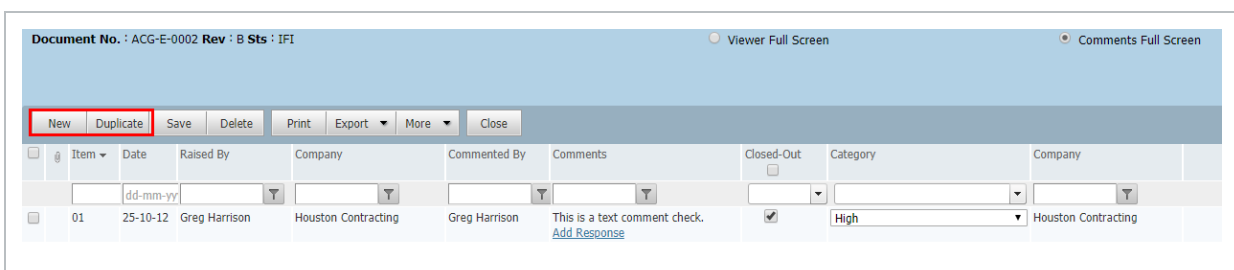 Document No. : ACG-E-0002 Rev : B Sts : IFI Viewer Full Screen Comments Full Screen
New Duplicate Save Delete Print Export More Close
Item Date Raised By Company Commented By Comments Closed-Out Category Company
dd-mm-yy
01 25-10-12 Greg Harrison Houston Contracting Greg Harrison This is a text comment check. High Houston Contracting
Add Response